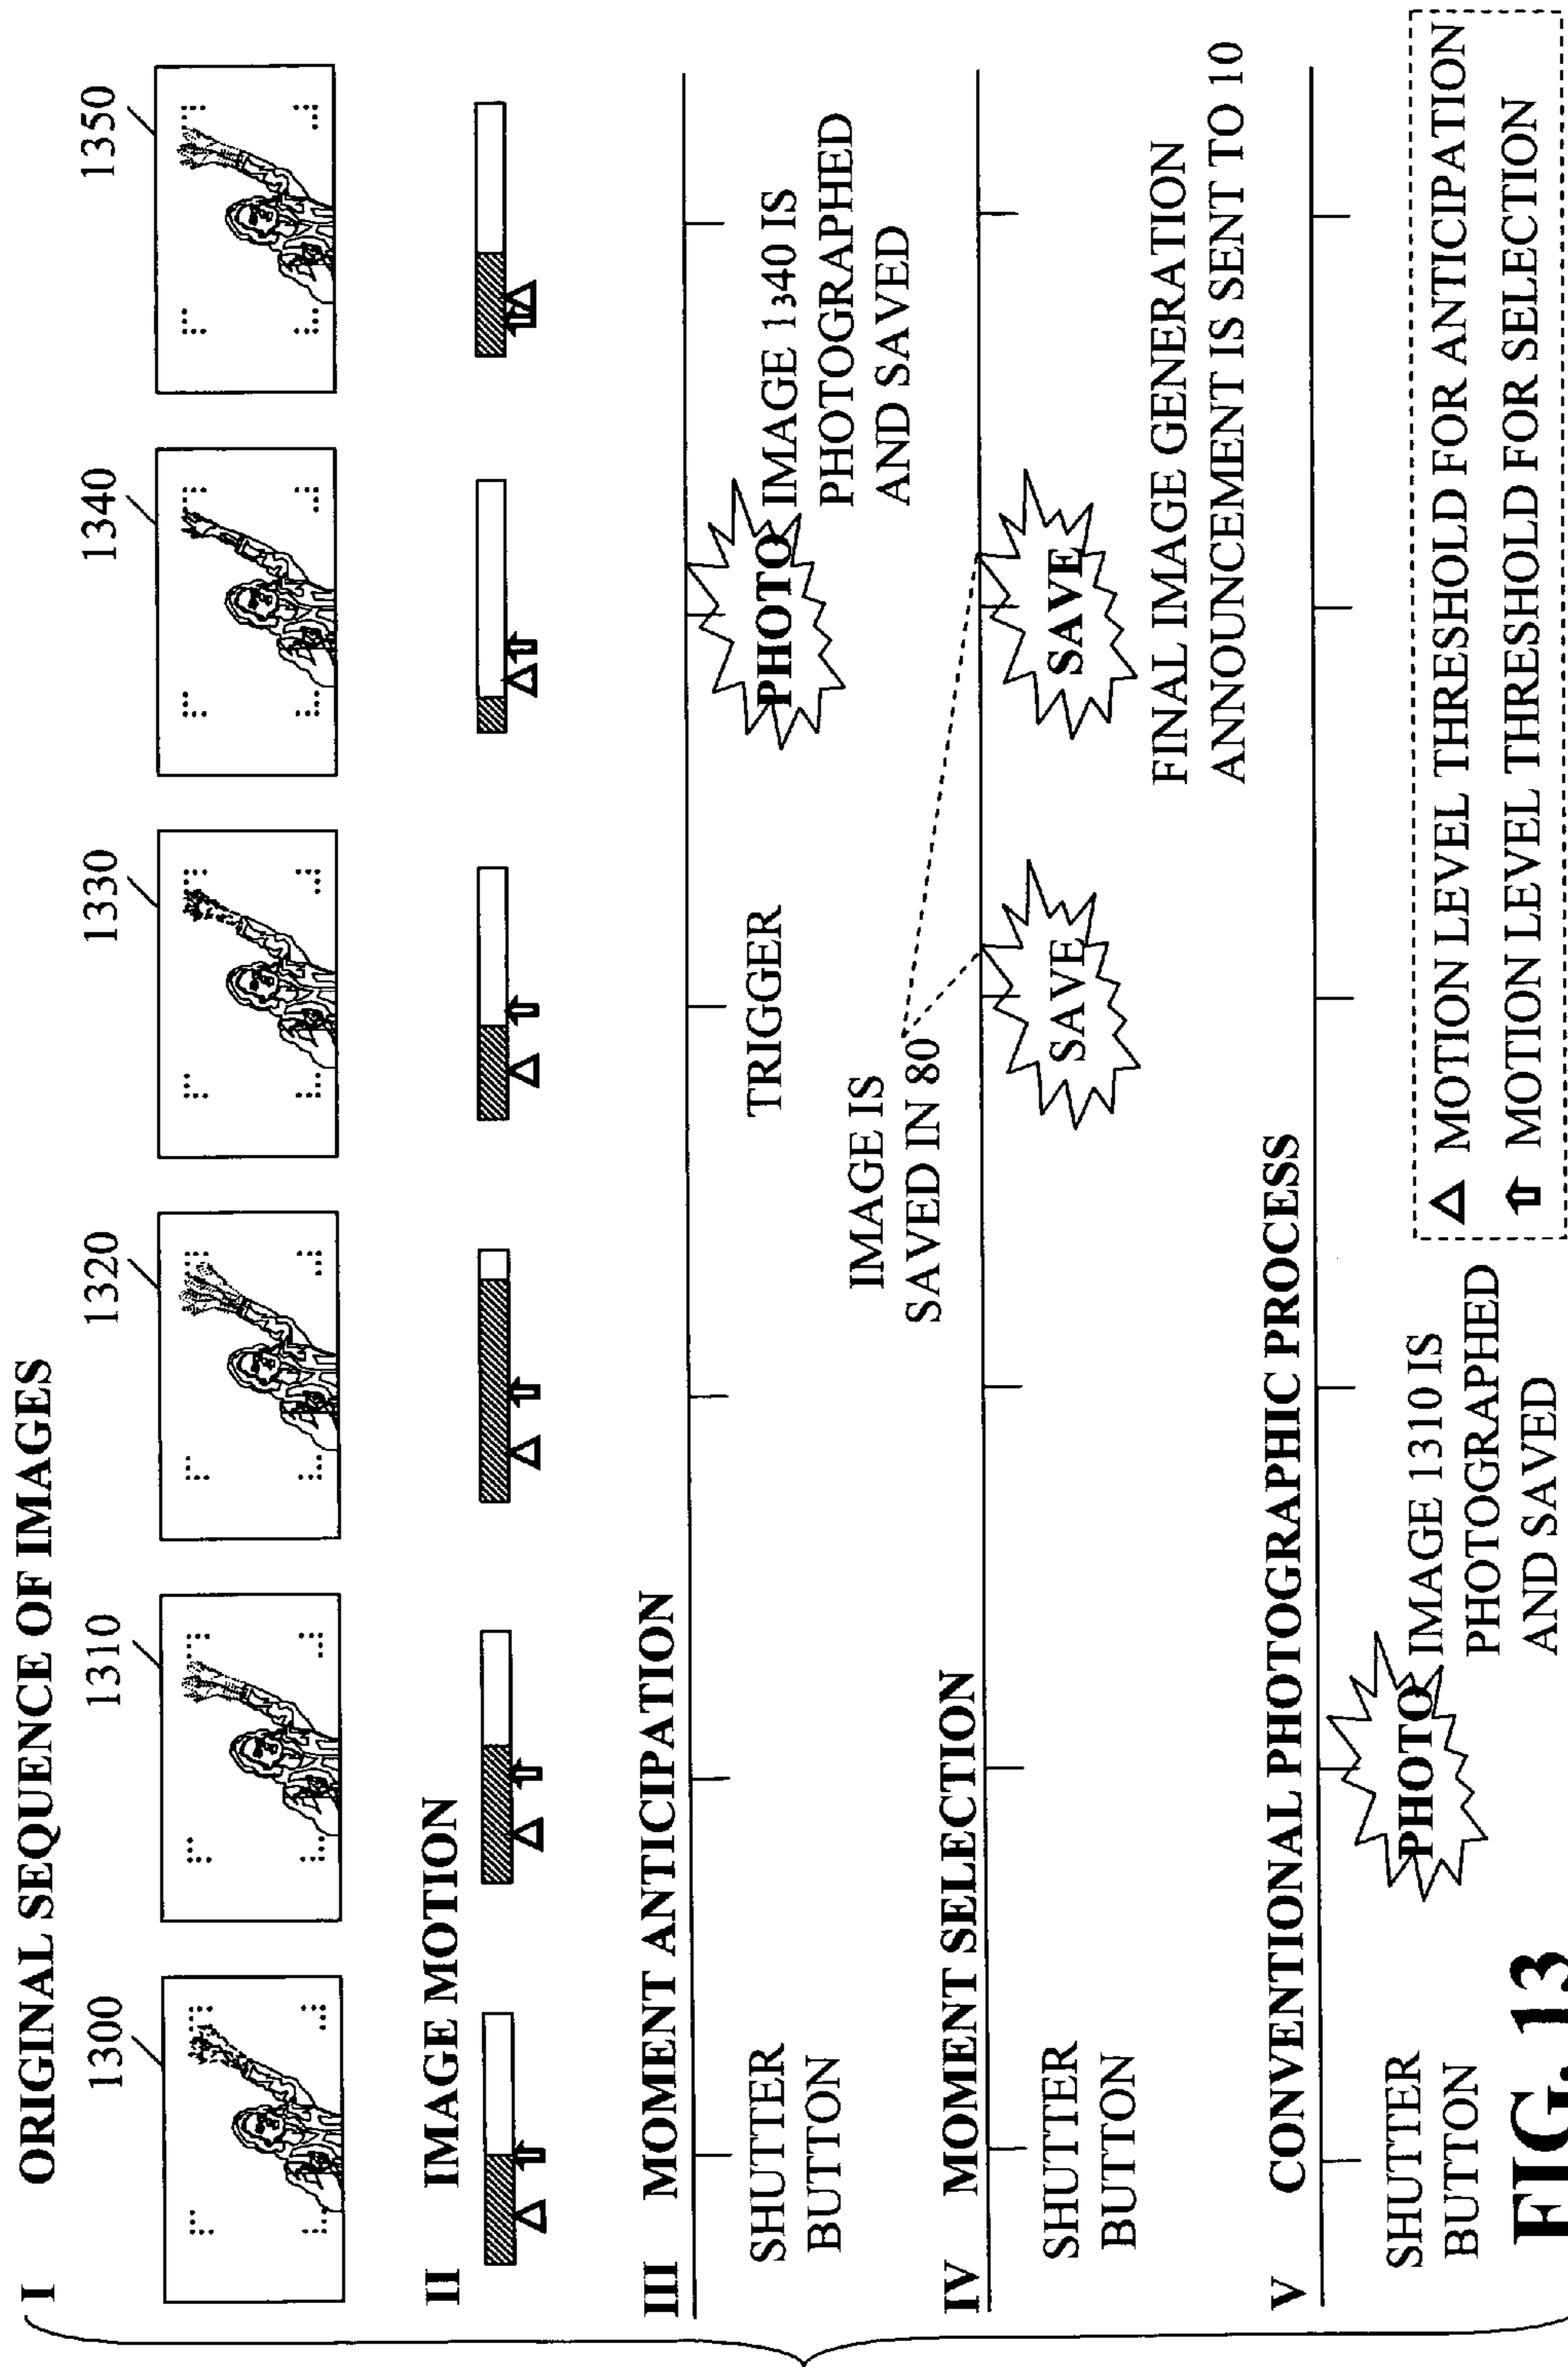 I ORIGINAL SEQUENCE OF IMAGES
1300
1310
1320
1330
1340
1350
II IMAGE MOTION
III MOMENT ANTICIPATION
SHUTTER
BUTTON
TRIGGER
PHOTO
IMAGE 1340 IS
PHOTOGRAPHED
AND SAVED
IMAGE IS
SAVED IN 80
IV MOMENT SELECTION
SHUTTER
BUTTON
SAVE
SAVE
FINAL IMAGE GENERATION
ANNOUNCEMENT IS SENT TO 10
V CONVENTIONAL PHOTOGRAPHIC PROCESS
SHUTTER
BUTTON
PHOTO
IMAGE 1310 IS
PHOTOGRAPHED
AND SAVED
MOTION LEVEL THRESHOLD FOR ANTICIPATION
MOTION LEVEL THRESHOLD FOR SELECTION
FIG. 13